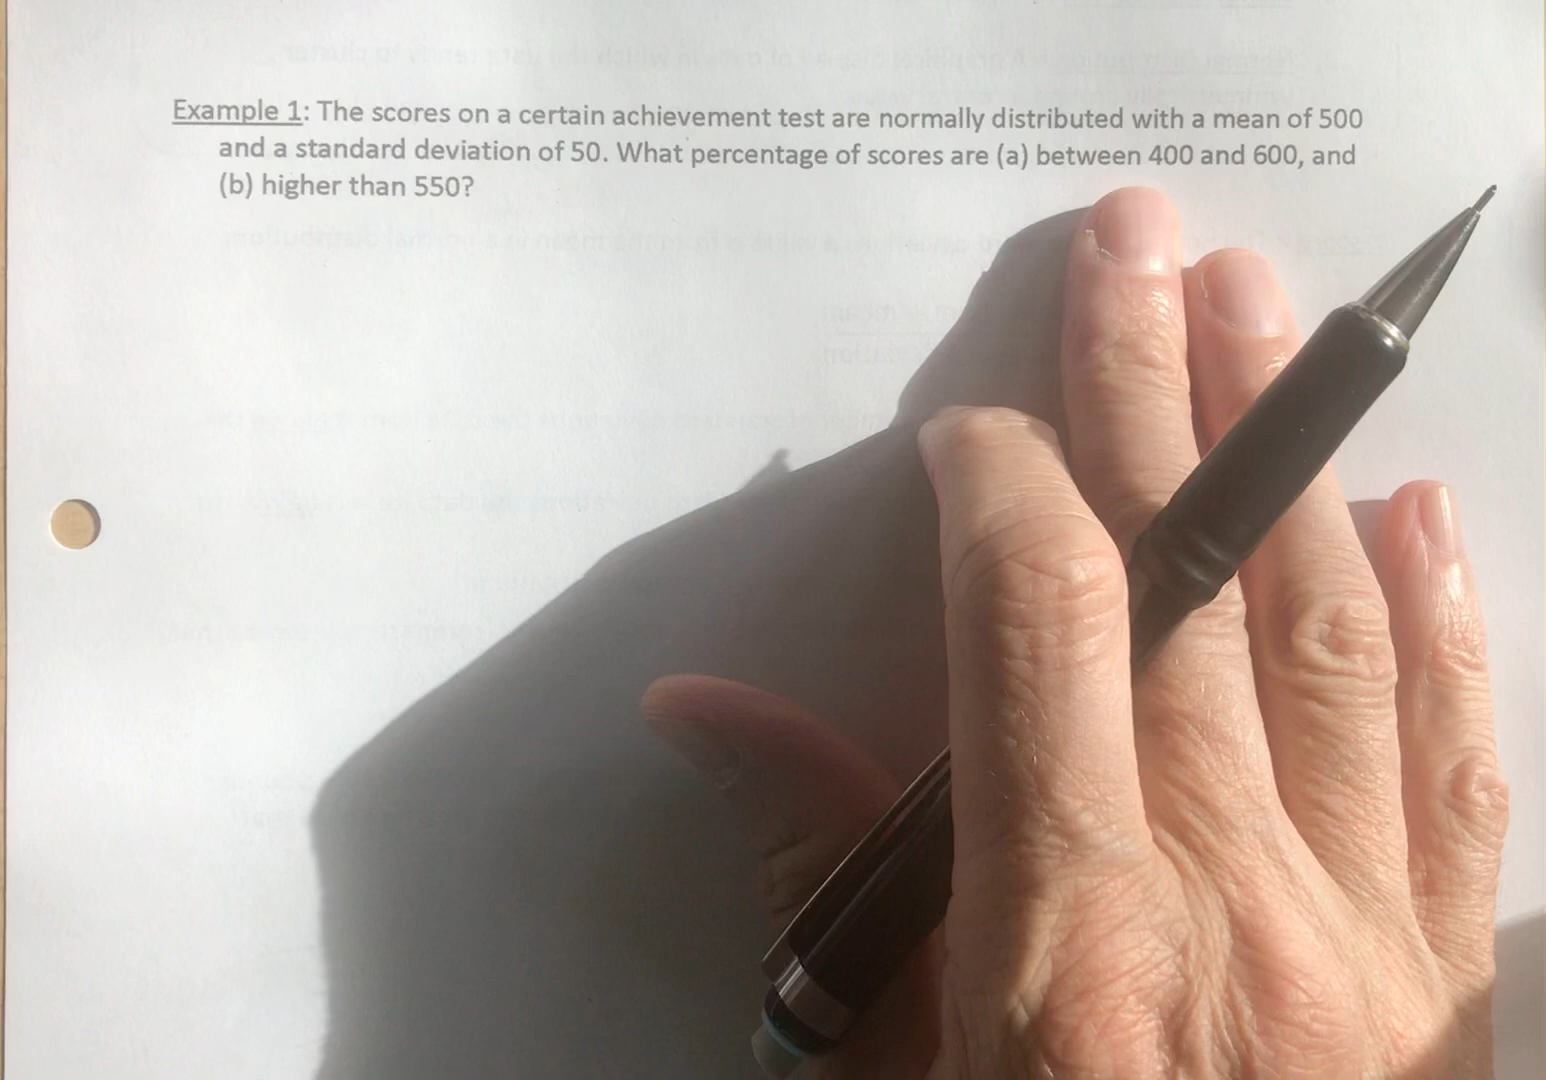 Example 1: The scores on a certain achievement test are normally distributed with a mean of 500
and a standard deviation of 50. What percentage of scores are (a) between 400 and 600, and
(b) higher than 550?